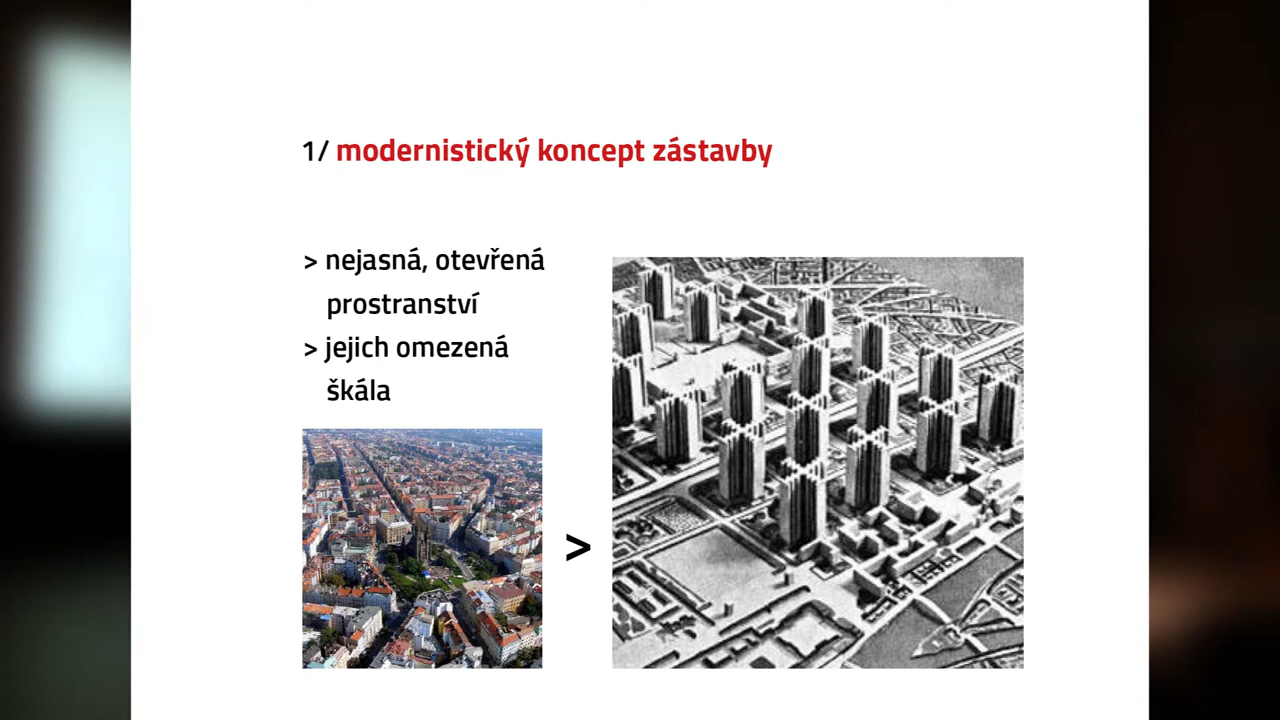 1/ modernistický koncept zástavby
> nejasná, otevřená
prostranství
> jejich omezená
škála
>